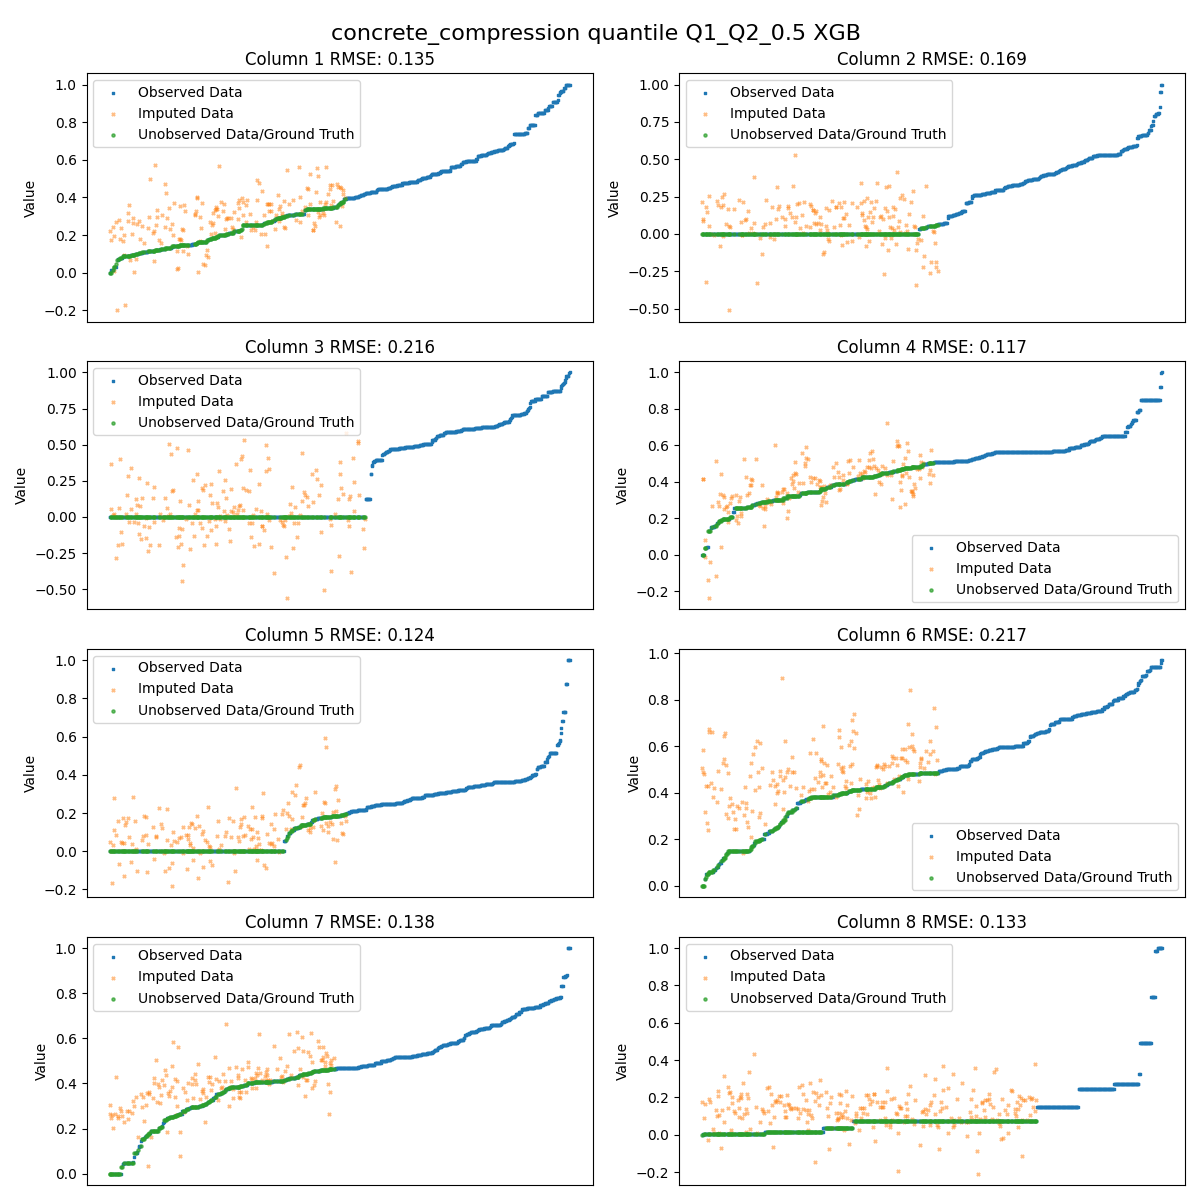 concrete_compression quantile Q1_Q2_0.5 XGB
Column 1 RMSE: 0.135
Value
1.0
0.8
0.6
0.4
0.2
0.0
−0.2
Observed Data
Imputed Data
Unobserved Data/Ground Truth
Column 2 RMSE: 0.169
Value
1.00
0.75
0.50
0.25
0.00
−0.25
−0.50
Observed Data
Imputed Data
Unobserved Data/Ground Truth
Column 3 RMSE: 0.216
Value
1.00
0.75
0.50
0.25
0.00
−0.25
−0.50
Observed Data
Imputed Data
Unobserved Data/Ground Truth
Column 4 RMSE: 0.117
Value
1.0
0.8
0.6
0.4
0.2
0.0
−0.2
Observed Data
Imputed Data
Unobserved Data/Ground Truth
Column 5 RMSE: 0.124
Value
1.0
0.8
0.6
0.4
0.2
0.0
−0.2
Observed Data
Imputed Data
Unobserved Data/Ground Truth
Column 6 RMSE: 0.217
Value
1.0
0.8
0.6
0.4
0.2
0.0
Observed Data
Imputed Data
Unobserved Data/Ground Truth
Column 7 RMSE: 0.138
Value
1.0
0.8
0.6
0.4
0.2
0.0
Observed Data
Imputed Data
Unobserved Data/Ground Truth
Column 8 RMSE: 0.133
Value
1.0
0.8
0.6
0.4
0.2
0.0
−0.2
Observed Data
Imputed Data
Unobserved Data/Ground Truth